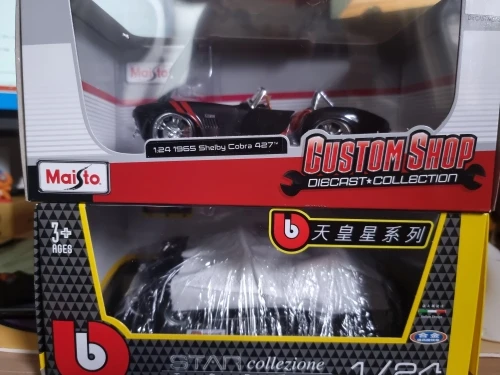 Maisto
1:24 1965 Shelby Cobra 427™
CUSTOM SHOP
DIECAST★COLLECTION
Maisto
3+
AGES
b 天皇星系列
b
STAR collezione
1/24